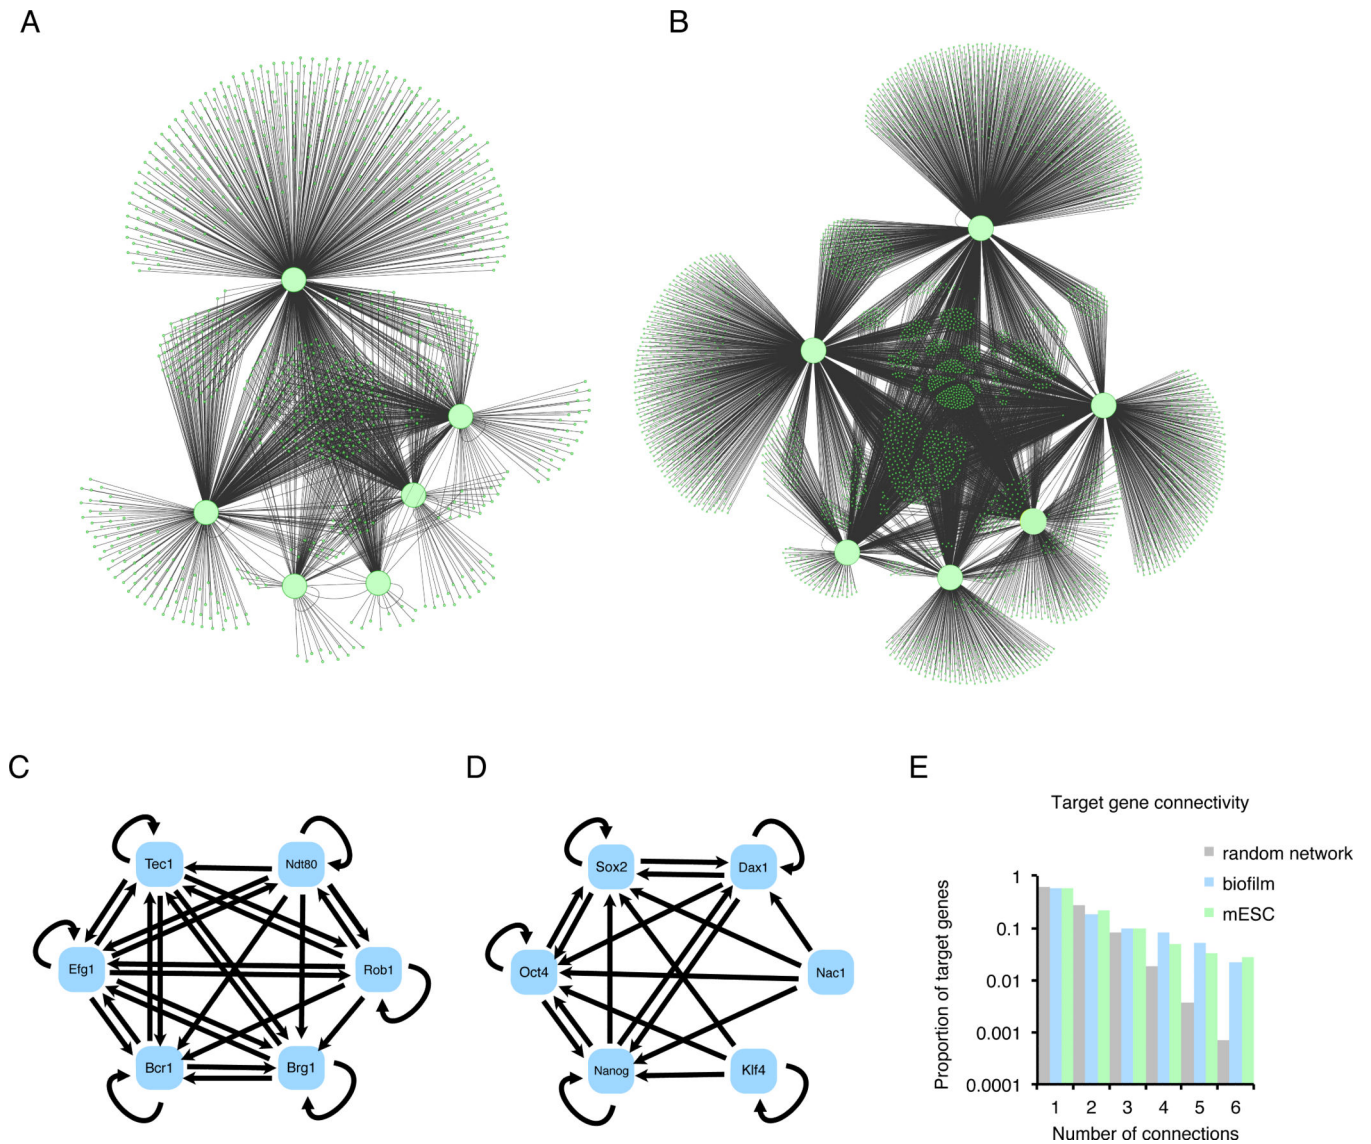 A
B
C
Tec1
Ndt80
Efg1
Rob1
Bcr1
Brg1
D
Sox2
Dax1
Oct4
Nac1
Nanog
Klf4
E
Target gene connectivity
random network
biofilm
mESC
Proportion of target genes
1
0.1
0.01
0.001
0.0001
1 2 3 4 5 6
Number of connections